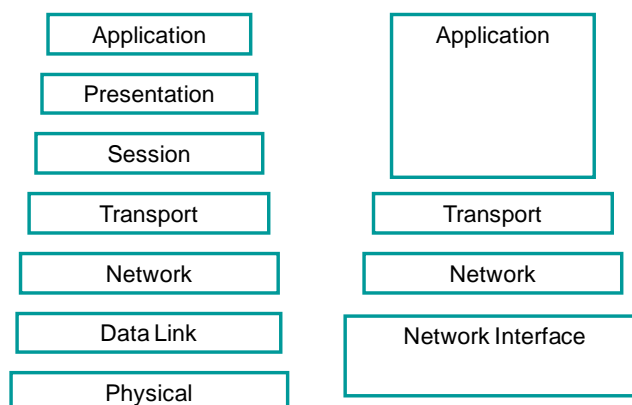 Application
Presentation
Session
Transport
Network
Data Link
Physical
Application
Transport
Network
Network Interface